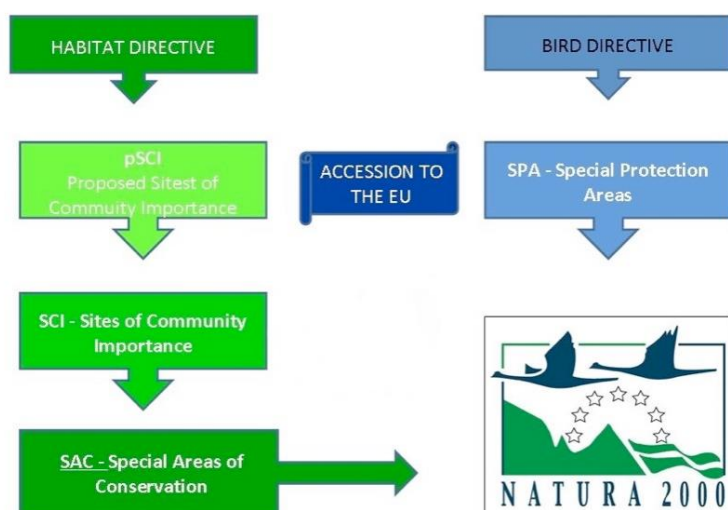 HABITAT DIRECTIVE
BIRD DIRECTIVE
pSCI
Proposed Sitest of
Commuity Importance
ACCESSION TO
THE EU
SPA - Special Protection
Areas
SCI - Sites of Community
Importance
SAC - Special Areas of
Conservation
NATURA 2000